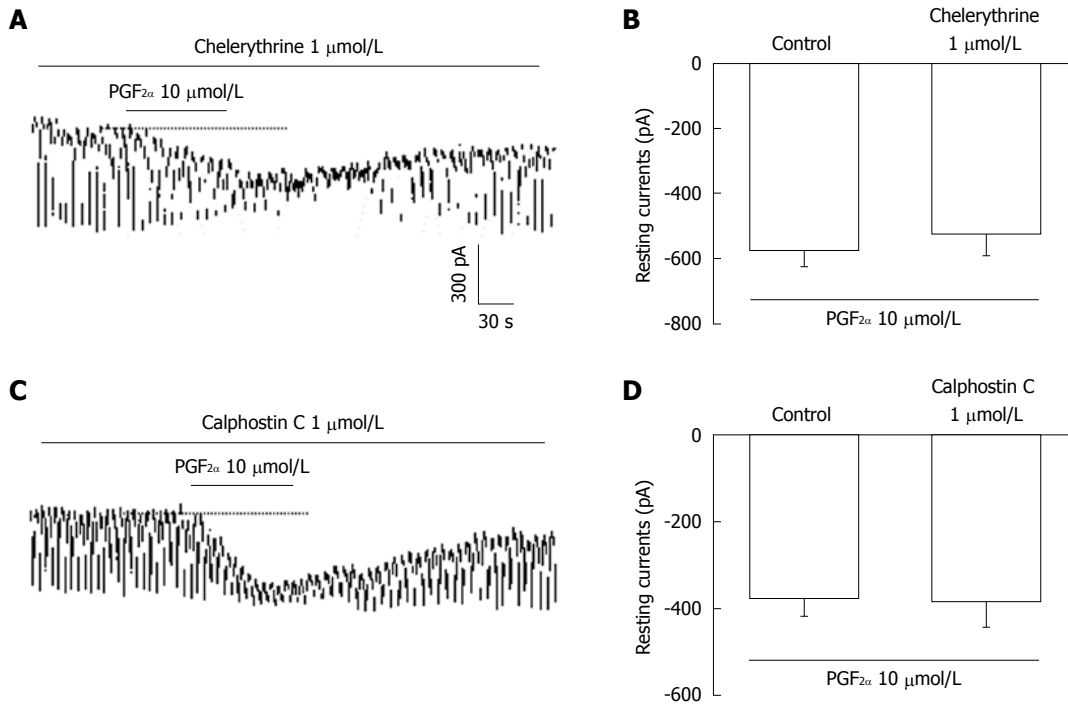 A
Chelerythrine 1 μmol/L
PGF2α 10 μmol/L
300 pA
30 s
B
Control
Chelerythrine
1 μmol/L
0
-200
-400
-600
-800
Resting currents (pA)
PGF2α 10 μmol/L
C
Calphostin C 1 μmol/L
PGF2α 10 μmol/L
D
Control
Calphostin C
1 μmol/L
0
-200
-400
-600
Resting currents (pA)
PGF2α 10 μmol/L